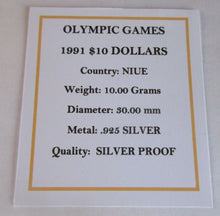 OLYMPIC GAMES
1991 $10 DOLLARS
Country: NIUE
Weight: 10.00 Grams
Diameter: 30.00 mm
Metal: .925 SILVER
Quality: SILVER PROOF